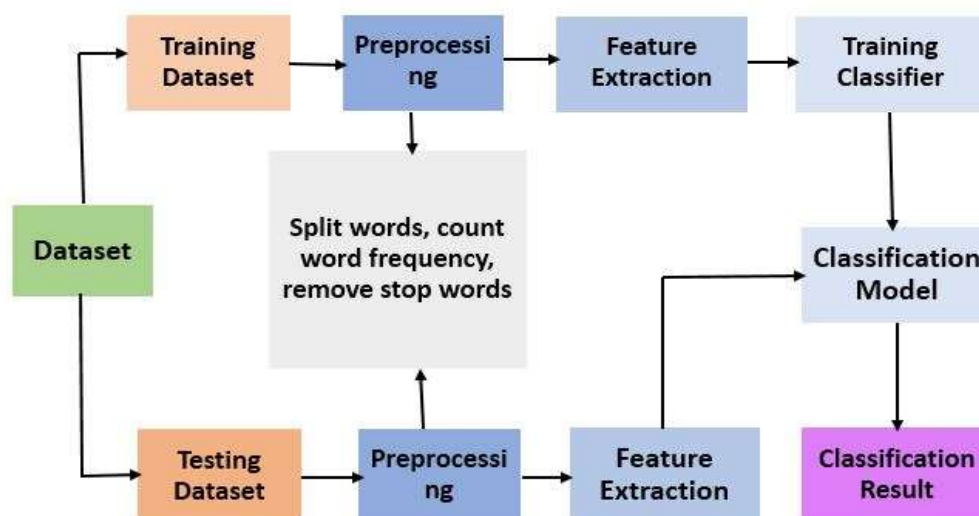 Training
Dataset
Preprocessi
ng
Feature
Extraction
Training
Classifier
Dataset
Split words, count
word frequency,
remove stop words
Classification
Model
Testing
Dataset
Preprocessi
ng
Feature
Extraction
Classification
Result